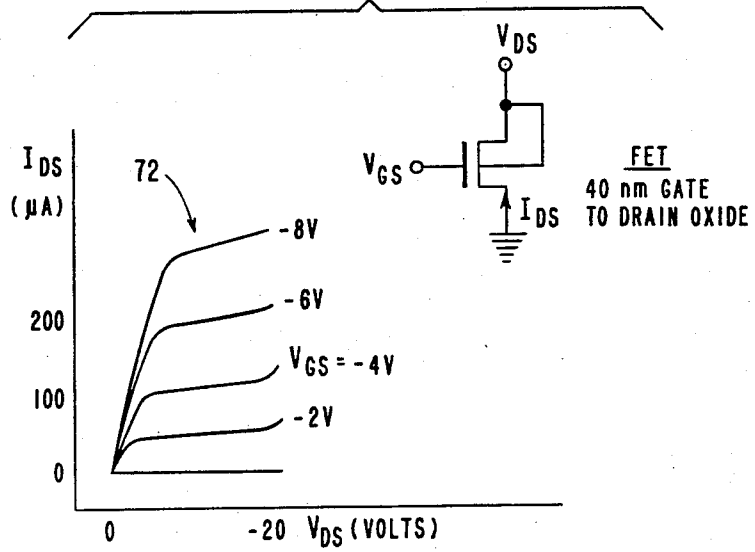 V_DS
V_GS
I_DS
FET
40 nm GATE
TO DRAIN OXIDE
I_DS
(μA)
72
-8V
-6V
V_GS = -4V
-2V
200
100
0
0
-20
V_DS (VOLTS)